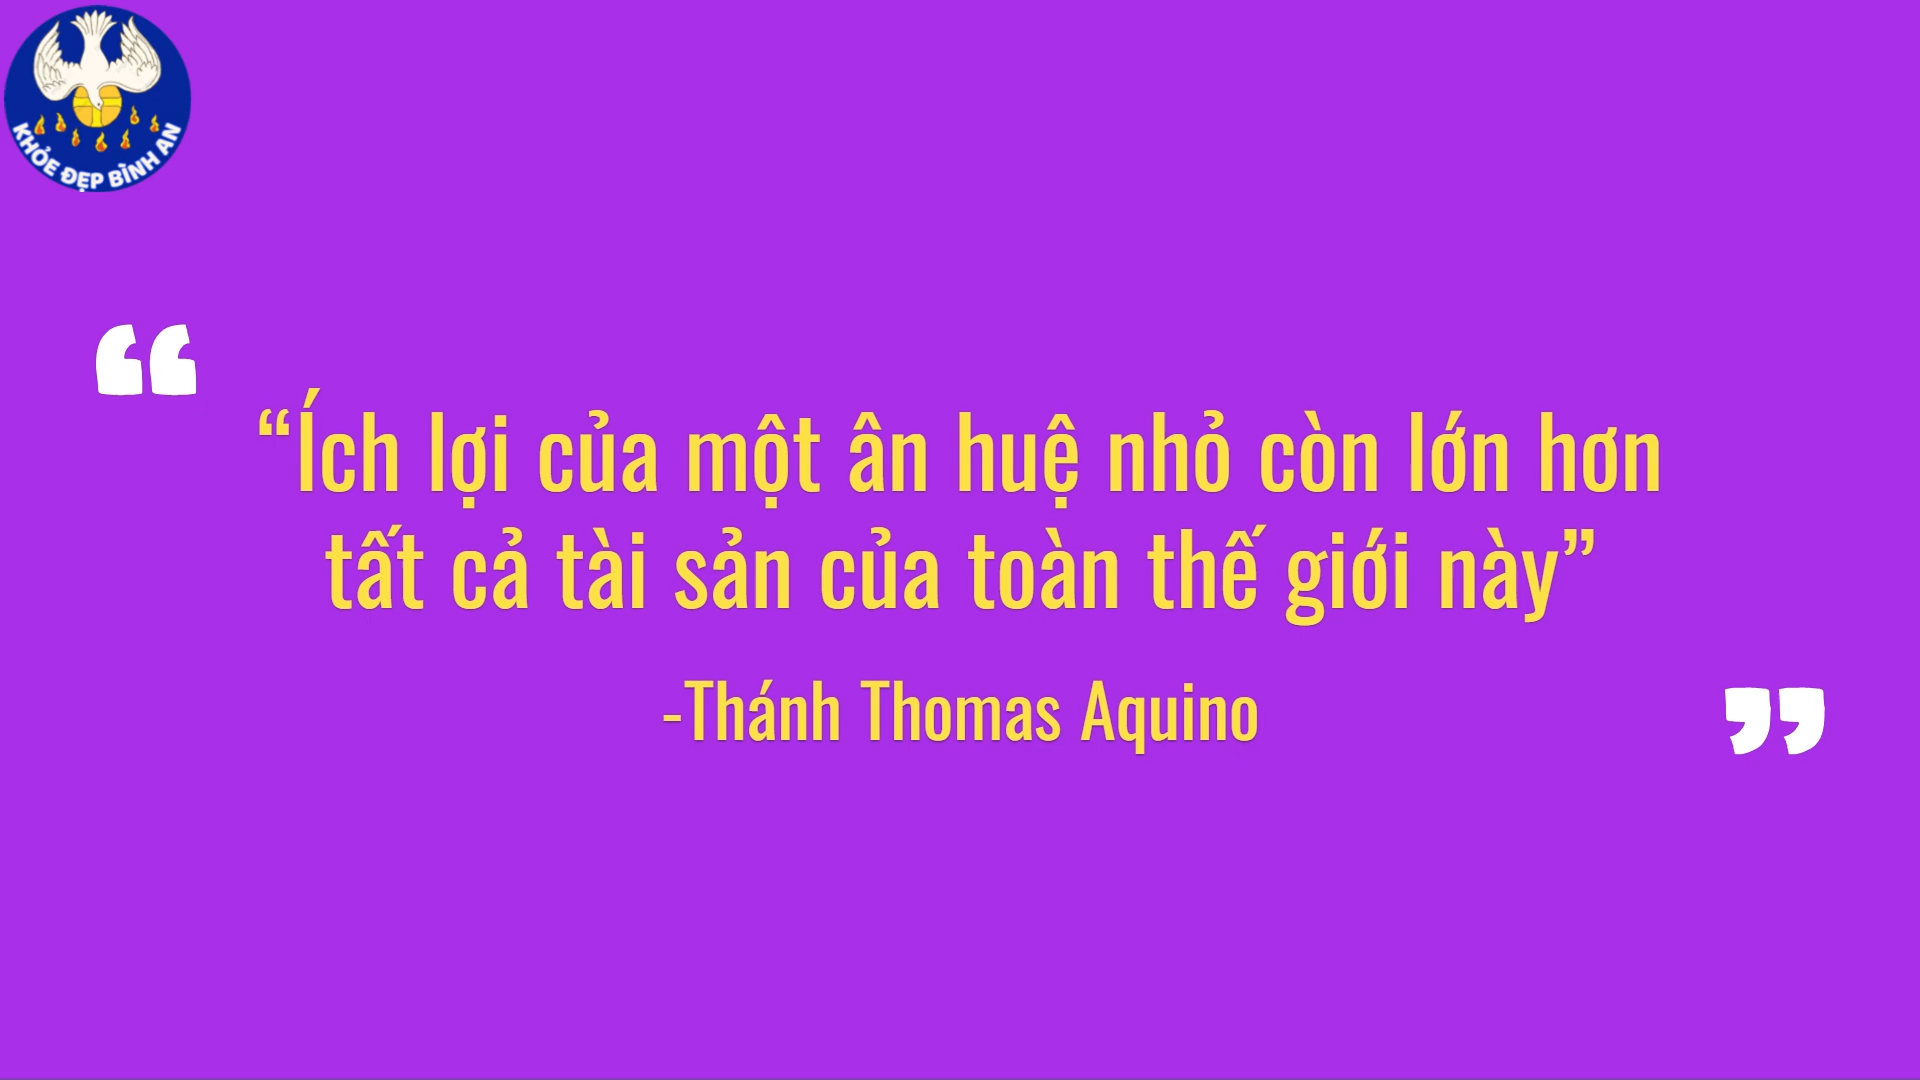 KHỎE ĐẸP BÌNH AN
“Ích lợi của một ân huệ nhỏ còn lớn hơn
tất cả tài sản của toàn thế giới này”
-Thánh Thomas Aquino